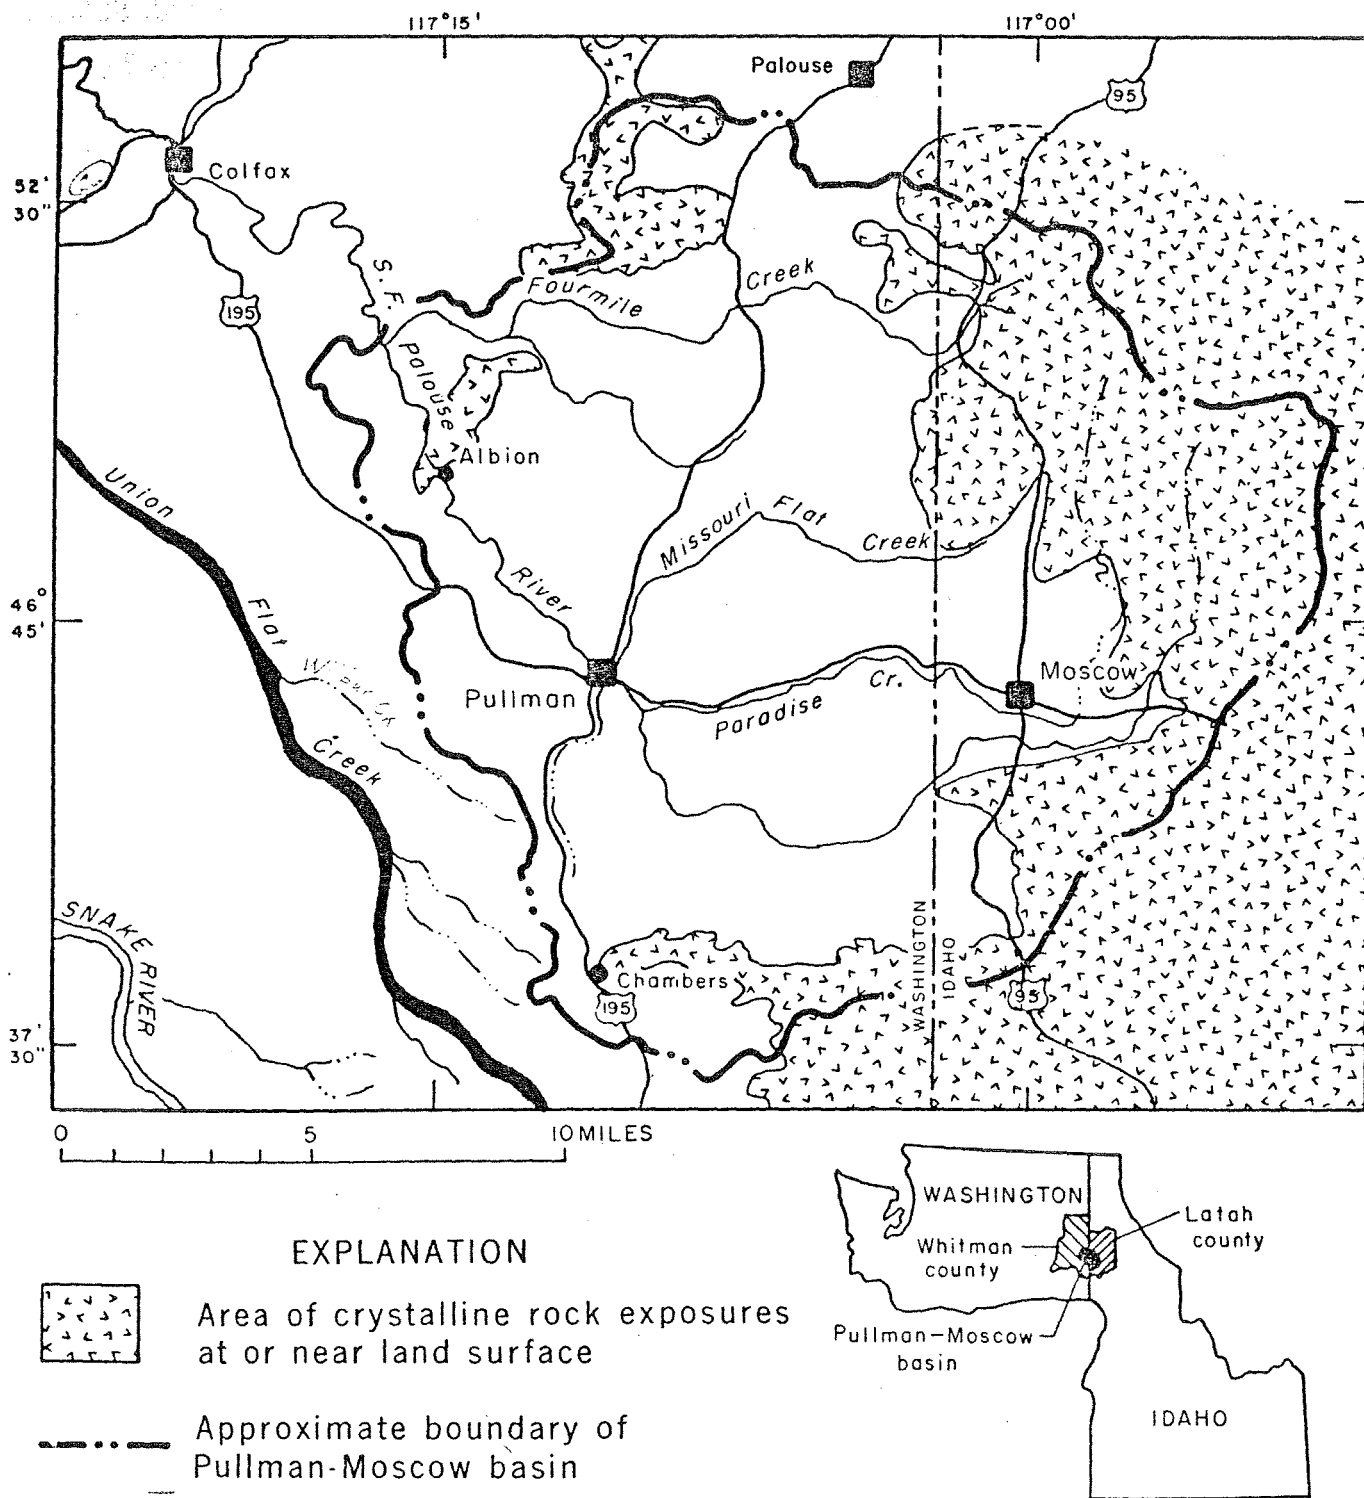 117°15'
117°00'
Palouse
95
Colfax
52'
30"
S. F.
Fourmile
Creek
195
Palouse
Albion
Union
Missouri
Flat
Creek
River
46°
45'
Flat
Moscow
Pullman
Cr.
Paradise
Creek
SNAKE
RIVER
WASHINGTON
IDAHO
Chambers
195
95
37'
30"
0
5
10 MILES
WASHINGTON
Latah
county
Whitman
county
Pullman-Moscow
basin
IDAHO
EXPLANATION
Area of crystalline rock exposures
at or near land surface
Approximate boundary of
Pullman-Moscow basin